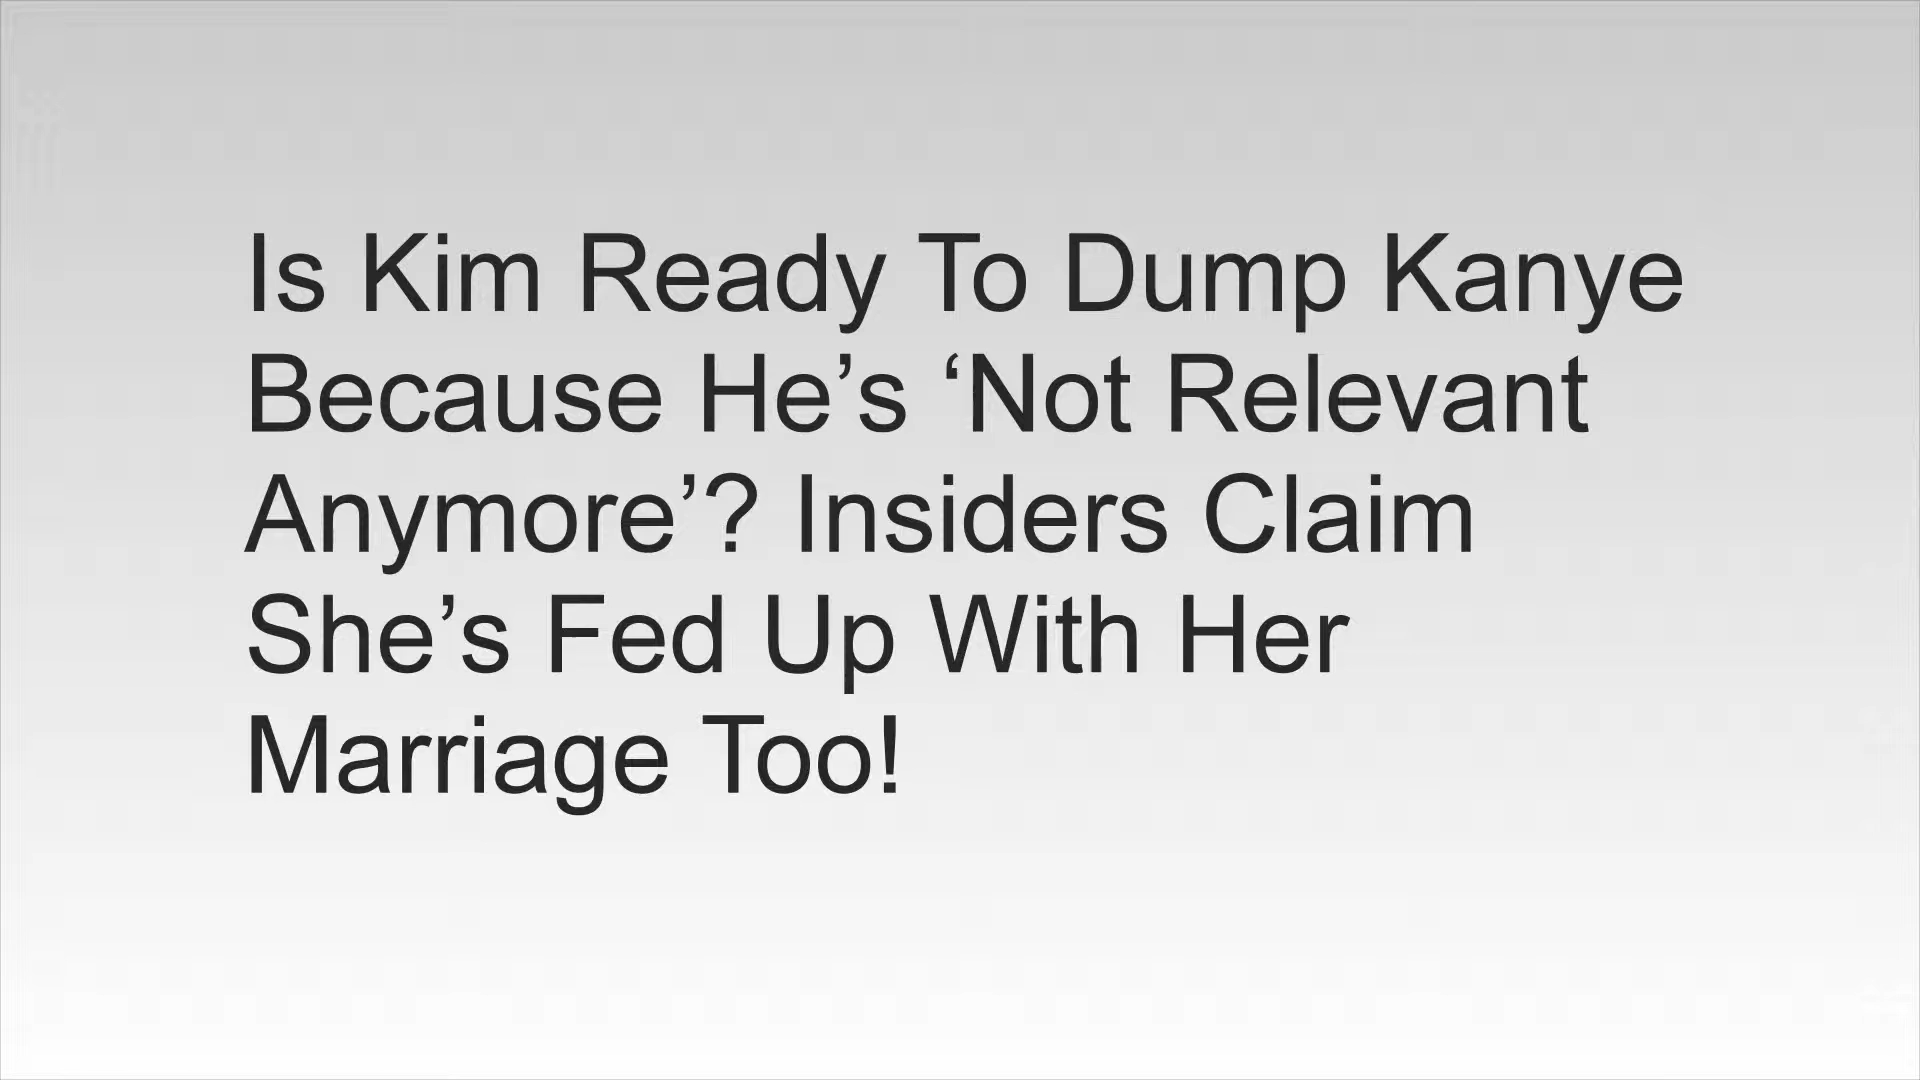 Is Kim Ready To Dump Kanye
Because He’s ‘Not Relevant
Anymore’? Insiders Claim
She’s Fed Up With Her
Marriage Too!